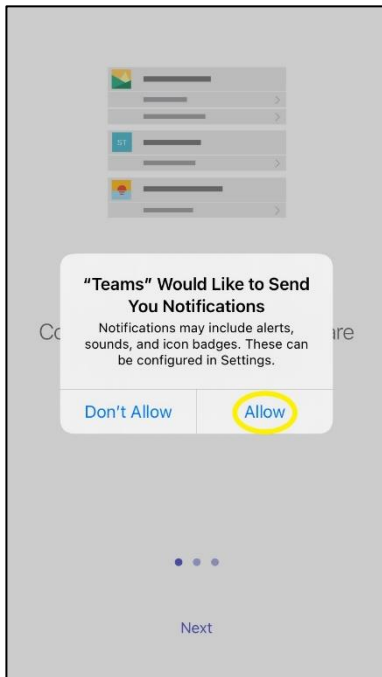 ST
“Teams” Would Like to Send
You Notifications
Notifications may include alerts,
sounds, and icon badges. These can
be configured in Settings.
Don’t Allow
Allow
Next